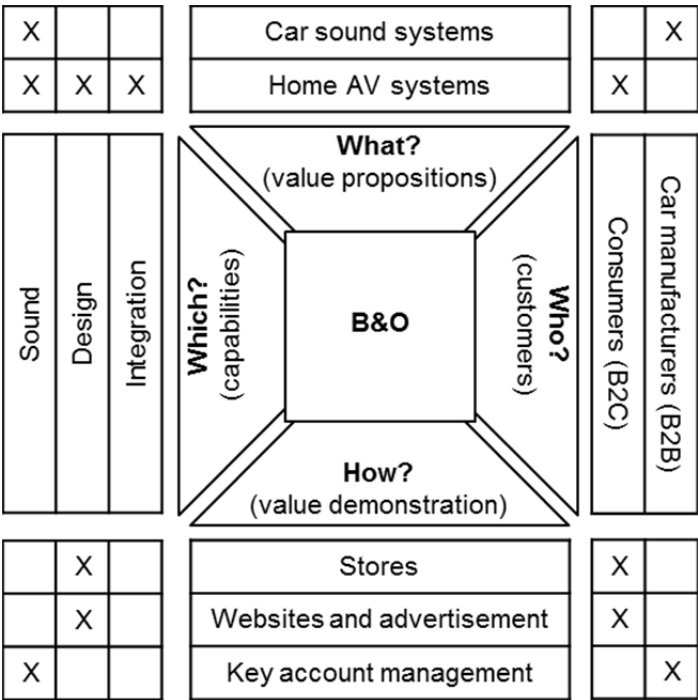 X Car sound systems X
X X X Home AV systems X
What?
(value propositions)
Sound
Design
Integration
Which?
(capabilities)
B&O
Who?
(customers)
Consumers (B2C)
Car manufacturers (B2B)
How?
(value demonstration)
X Stores X
X Websites and advertisement X
X Key account management X